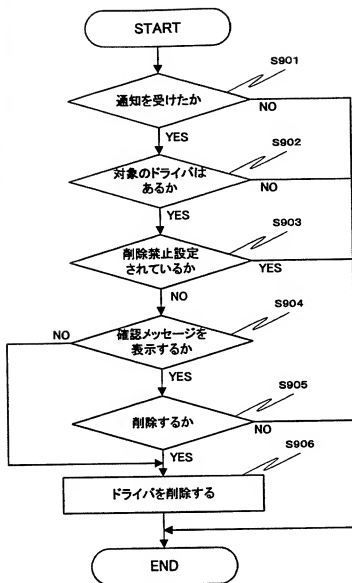 START
S901
通知を受けたか
NO
YES
S902
対象のドライバは
あるか
NO
YES
S903
削除禁止設定
されているか
YES
NO
S904
NO
確認メッセージを
表示するか
YES
S905
削除するか
NO
YES
S906
ドライバを削除する
END